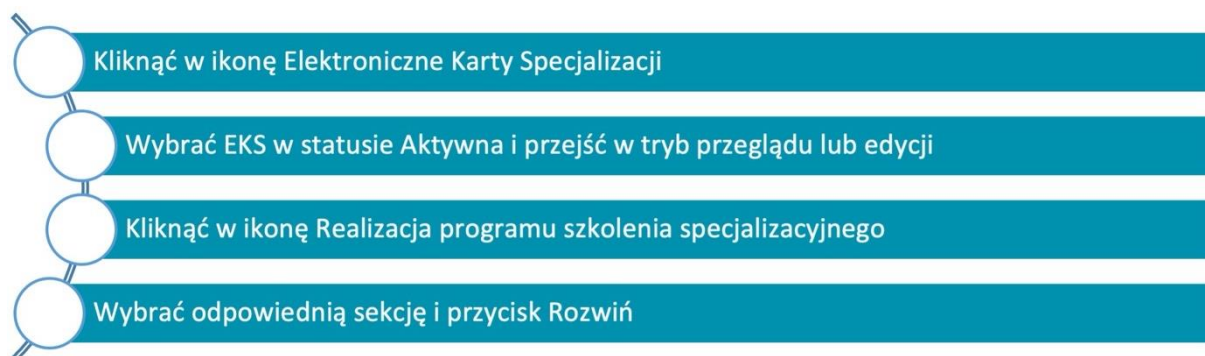 Kliknąć w ikonę Elektroniczne Karty Specjalizacji
Wybrać EKS w statusie Aktywna i przejść w tryb przeglądu lub edycji
Kliknąć w ikonę Realizacja programu szkolenia specjalizacyjnego
Wybrać odpowiednią sekcję i przycisk Rozwiń